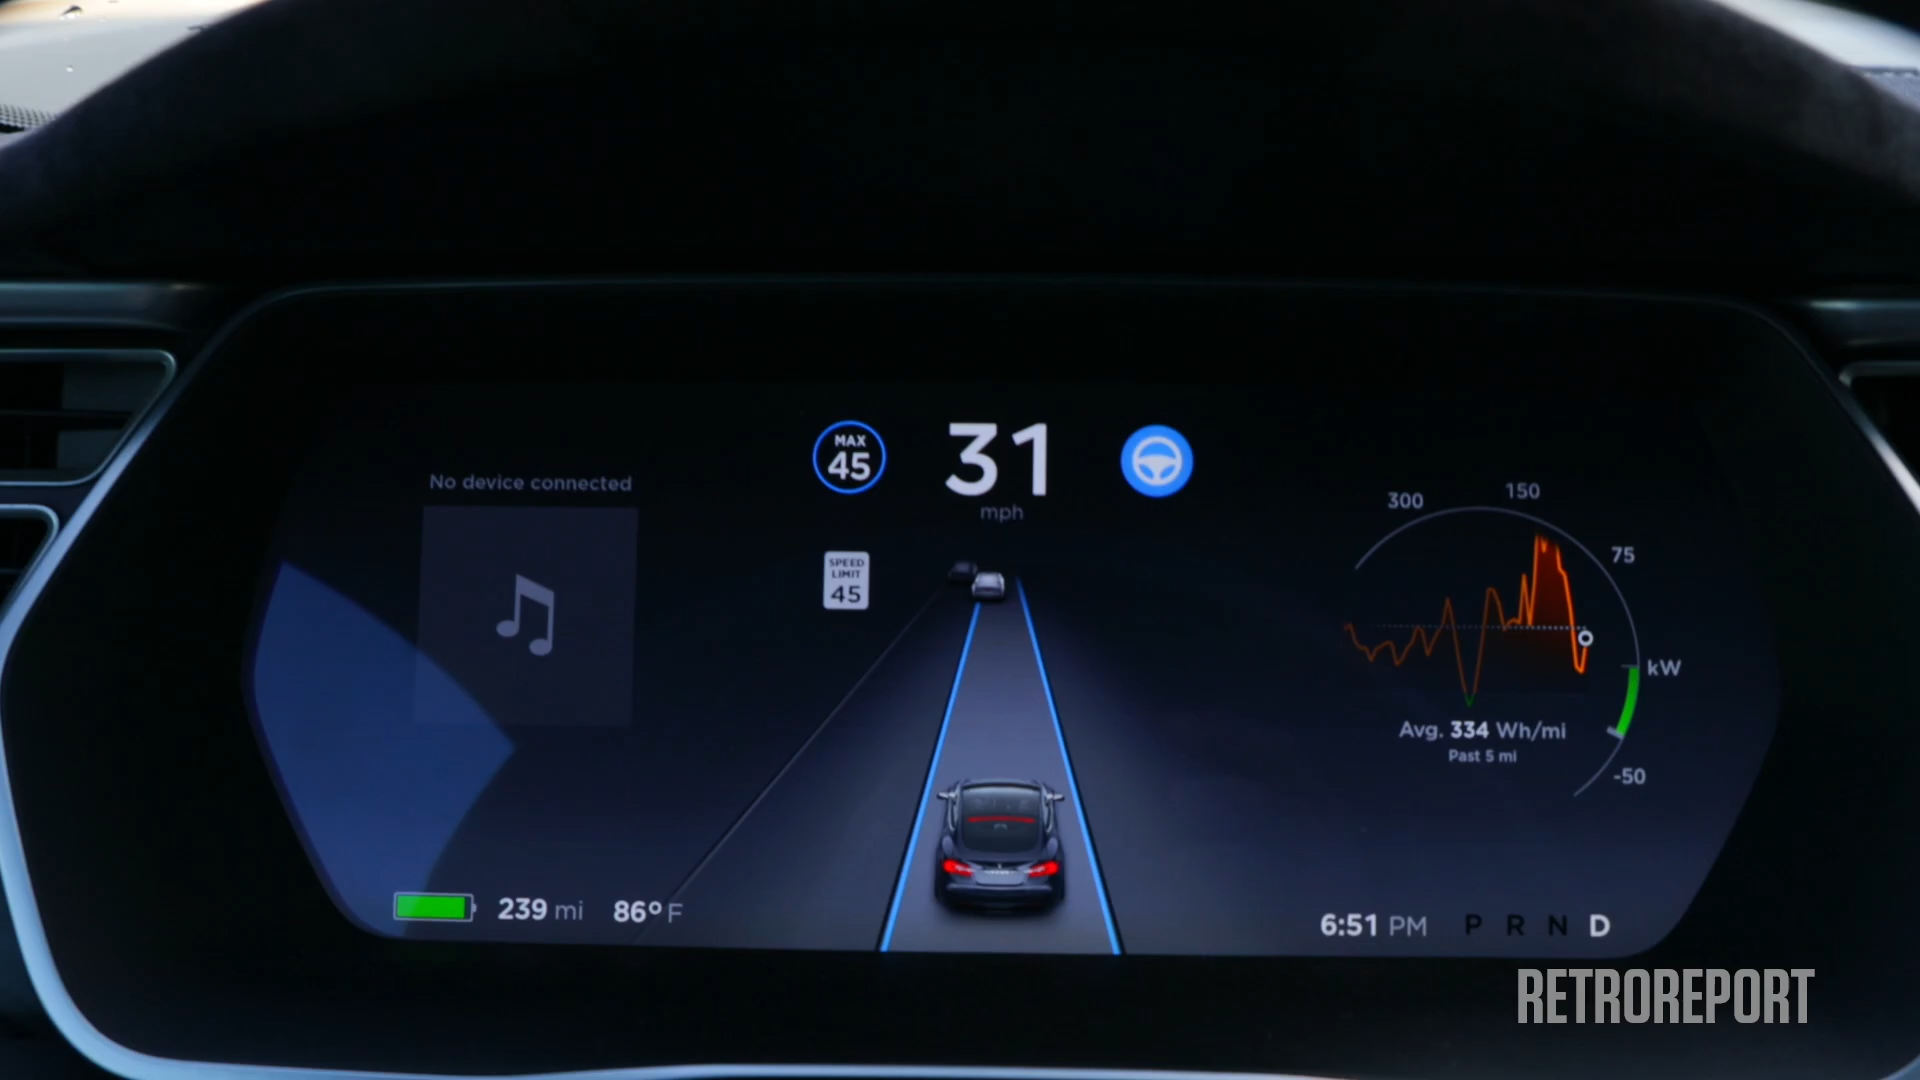 MAX
45
31
mph
No device connected
SPEED
LIMIT
45
300
150
75
kW
-50
Avg. 334 Wh/mi
Past 5 mi
239 mi
86° F
6:51 PM
P R N D
RETROREPORT